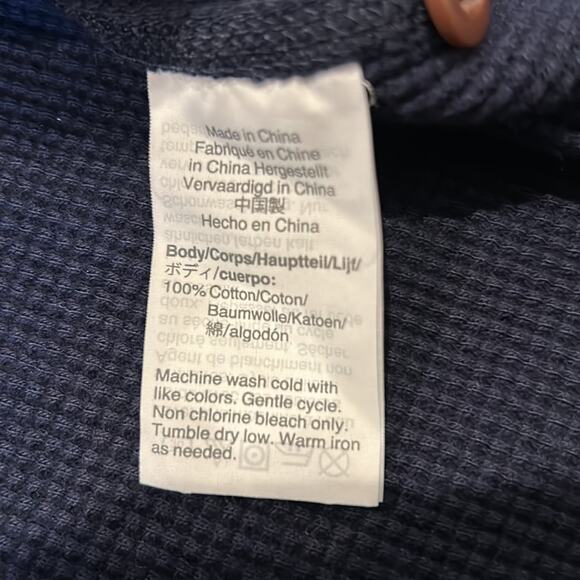 Made in China
Fabriqué en Chine
in China Hergestellt
Vervaardigd in China
中国製
Hecho en China
Body/Corps/Hauptteil/Lijf/
ボディ/cuerpo:
100% Cotton/Coton/
Baumwolle/Katoen/
綿/algodón
Machine wash cold with
like colors. Gentle cycle.
Non chlorine bleach only.
Tumble dry low. Warm iron
as needed.